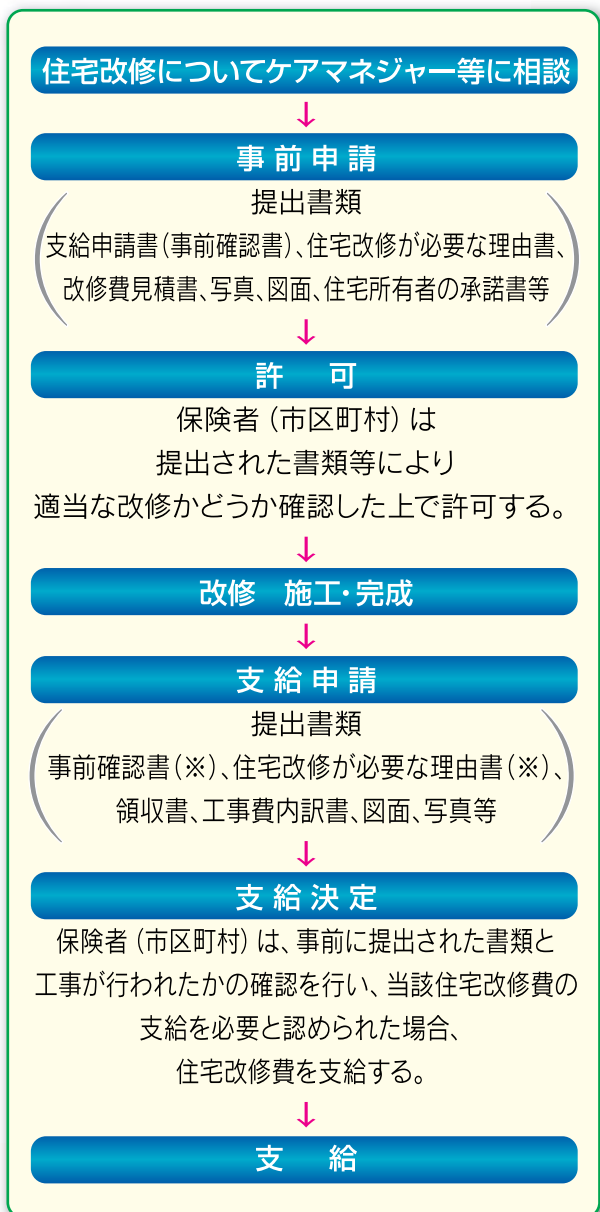 住宅改修についてケアマネジャー等に相談
↓
事前申請
提出書類
支給申請書(事前確認書)、住宅改修が必要な理由書、
改修費見積書、写真、図面、住宅所有者の承諾書等
↓
許　可
保険者(市区町村)は
提出された書類等により
適当な改修かどうか確認した上で許可する。
↓
改修　施工・完成
↓
支給申請
提出書類
事前確認書(※)、住宅改修が必要な理由書(※)、
領収書、工事費内訳書、図面、写真等
↓
支給決定
保険者(市区町村)は、事前に提出された書類と
工事が行われたかの確認を行い、当該住宅改修費の
支給を必要と認められた場合、
住宅改修費を支給する。
↓
支　給